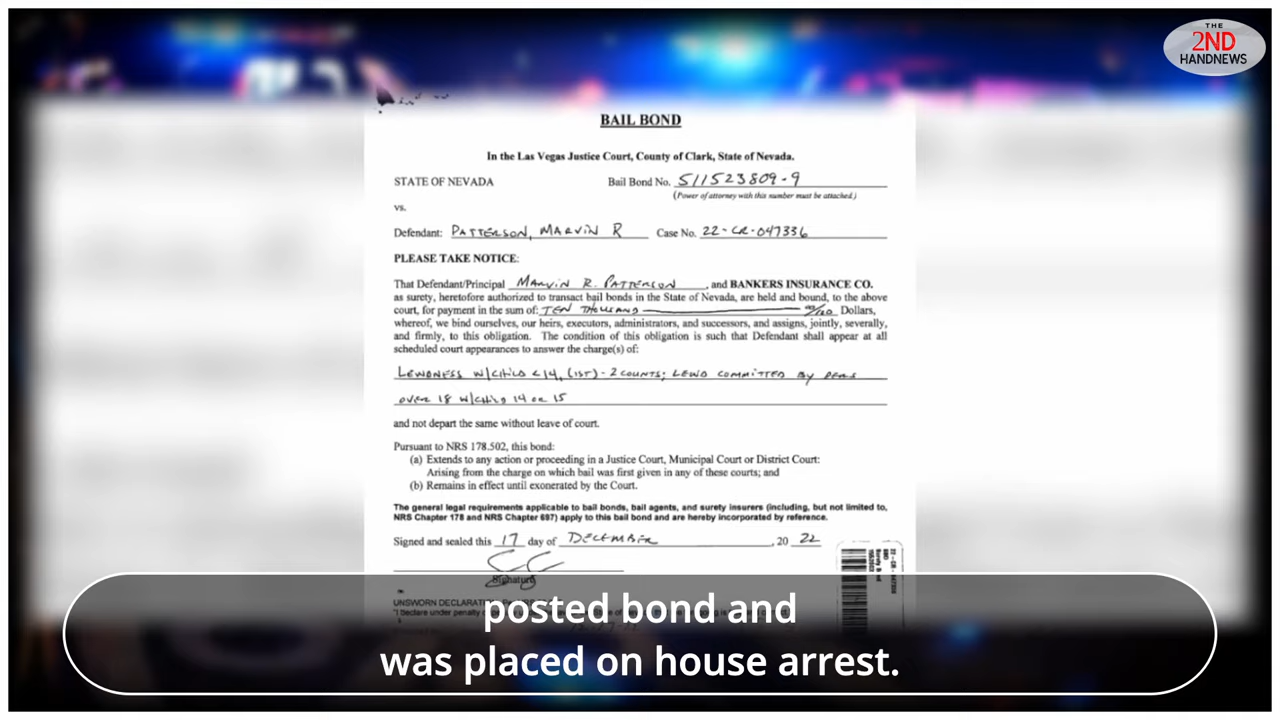 THE
2ND
HANDNEWS
BAIL BOND
In the Las Vegas Justice Court, County of Clark, State of Nevada.
STATE OF NEVADA Bail Bond No. 511523809-9
(Power of attorney with this number must be attached.)
vs.
Defendant: PATTERSON, MARVIN R Case No. 22-CR-047336
PLEASE TAKE NOTICE:
That Defendant/Principal MARVIN R. PATTERSON, and BANKERS INSURANCE CO.
as surety, heretofore authorized to transact bail bonds in the State of Nevada, are held and bound, to the above
court, for payment in the sum of: TEN THOUSAND Dollars,
whereof, we bind ourselves, our heirs, executors, administrators, and successors, and assigns, jointly, severally,
and firmly, to this obligation. The condition of this obligation is such that Defendant shall appear at all
scheduled court appearances to answer the charge(s) of:
LEWDNESS W/CHILD <14, (1ST) - 2 COUNTS; LEWD COMMITTED BY PERS
OVER 18 W/CHILD 14 OR 15
and not depart the same without leave of court.
Pursuant to NRS 178.502, this bond:
(a) Extends to any action or proceeding in a Justice Court, Municipal Court or District Court:
Arising from the charge on which bail was first given in any of these courts; and
(b) Remains in effect until exonerated by the Court.
The general legal requirements applicable to bail bonds, bail agents, and surety insurers (including, but not limited to,
NRS Chapter 178 and NRS Chapter 697) apply to this bail bond and are hereby incorporated by reference.
Signed and sealed this 17 day of DECEMBER, 20 22
Signature
UNSWORN DECLARATION
"I declare under penalty
posted bond and
was placed on house arrest.